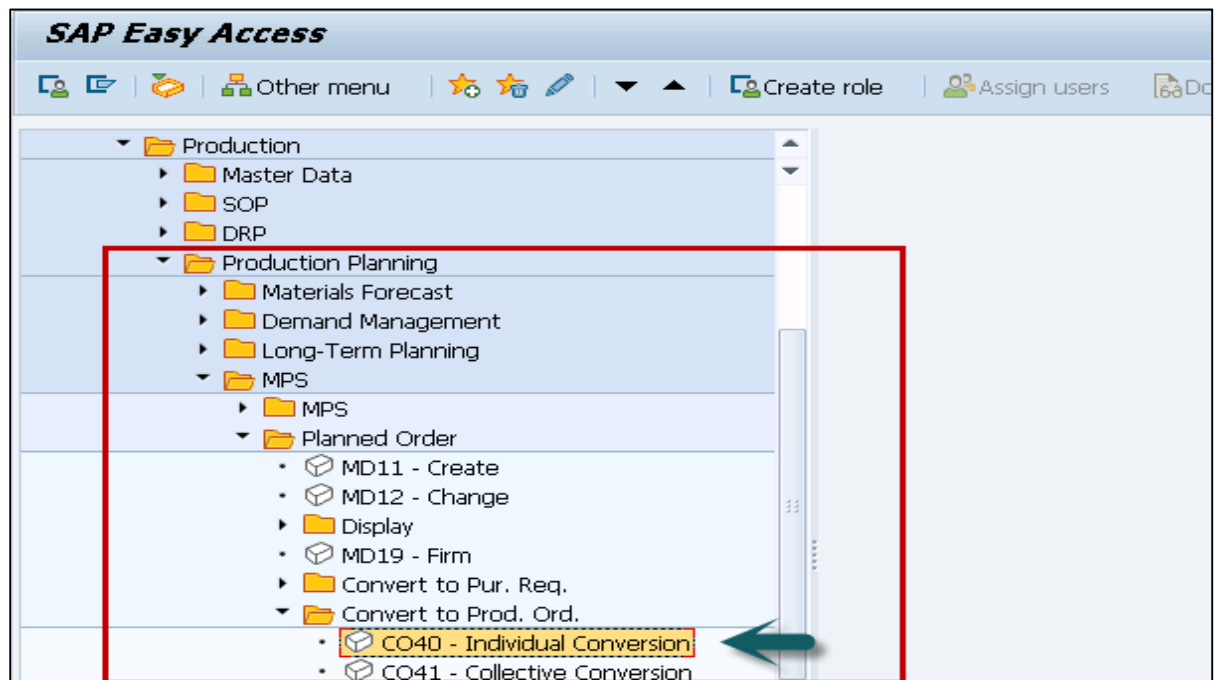 SAP Easy Access
Other menu Create role Assign users
Production
Master Data
SOP
DRP
Production Planning
Materials Forecast
Demand Management
Long-Term Planning
MPS
MPS
Planned Order
MD11 - Create
MD12 - Change
Display
MD19 - Firm
Convert to Pur. Req.
Convert to Prod. Ord.
CO40 - Individual Conversion
CO41 - Collective Conversion